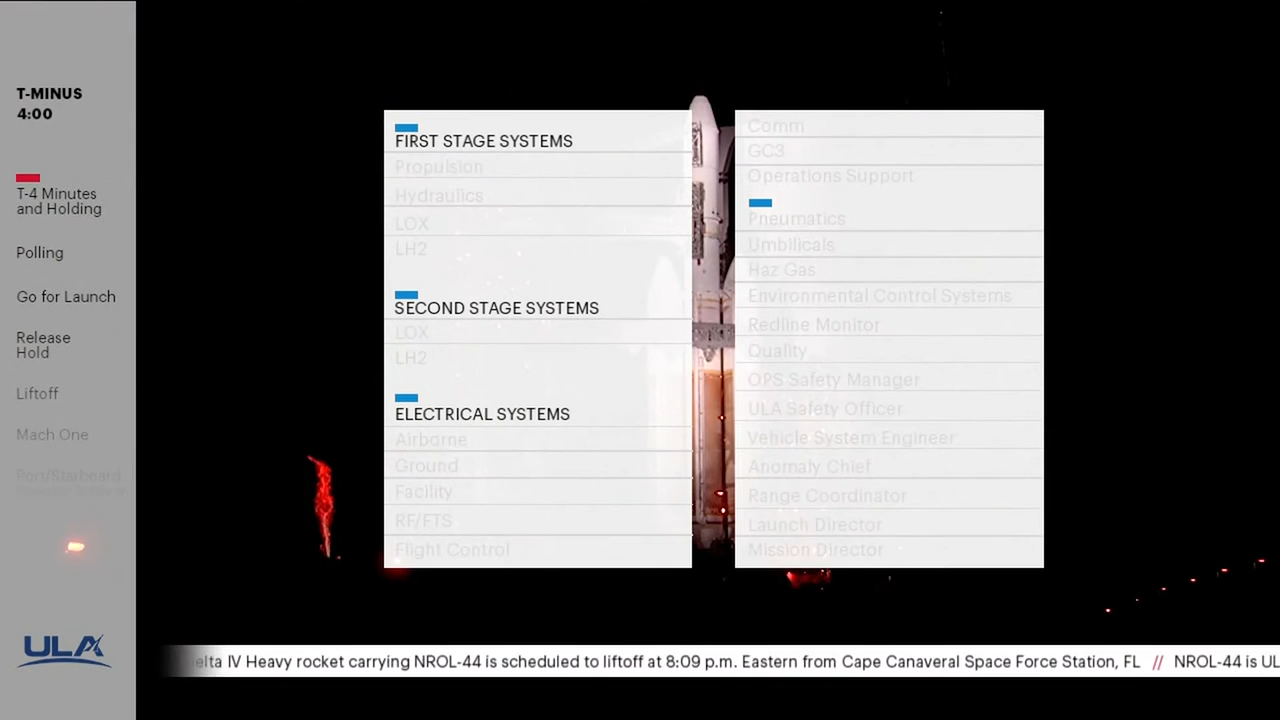 T-MINUS
4:00
T-4 Minutes
and Holding
Polling
Go for Launch
Release
Hold
Liftoff
Mach One
Port/Starboard
ULA
FIRST STAGE SYSTEMS
Propulsion
Hydraulics
LOX
LH2
SECOND STAGE SYSTEMS
LOX
LH2
ELECTRICAL SYSTEMS
Airborne
Ground
Facility
RF/FTS
Flight Control
Comm
GC3
Operations Support
Pneumatics
Umbilicals
Haz Gas
Environmental Control Systems
Redline Monitor
Quality
OPS Safety Manager
ULA Safety Officer
Vehicle System Engineer
Anomaly Chief
Range Coordinator
Launch Director
Mission Director
elta IV Heavy rocket carrying NROL-44 is scheduled to liftoff at 8:09 p.m. Eastern from Cape Canaveral Space Force Station, FL // NROL-44 is UL